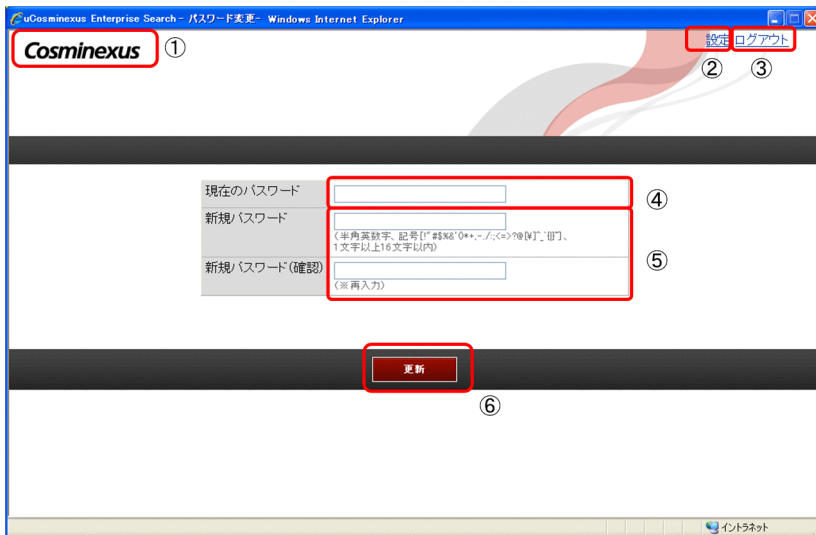 uCosminexus Enterprise Search - パスワード変更- Windows Internet Explorer
Cosminexus
①
設定 ログアウト
②
③
現在のパスワード
④
新規パスワード
(半角英数字、記号[!"#$%&'()*+,-./:;<=>?@[¥]^_`{|}~]、
1文字以上16文字以内)
⑤
新規パスワード(確認)
(※再入力)
更新
⑥
イントラネット